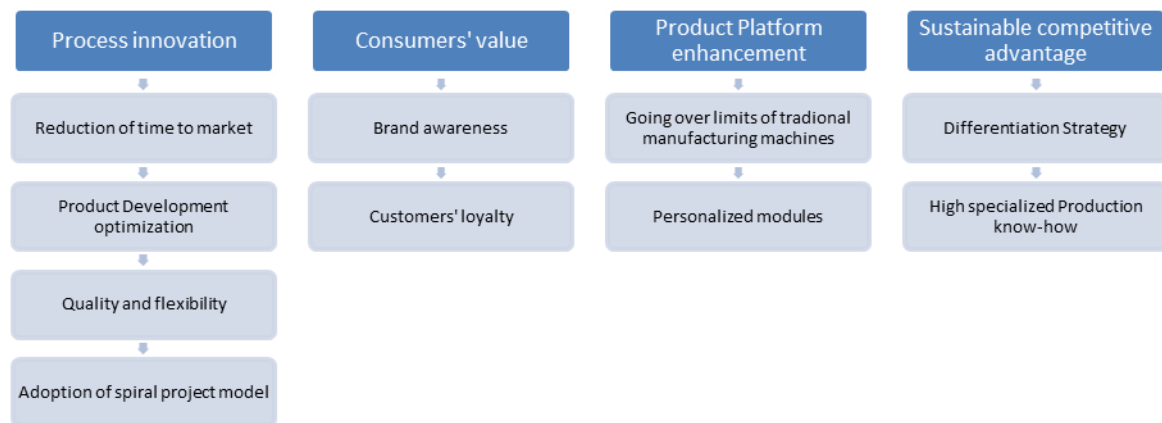 Process innovation
Reduction of time to market
Product Development
optimization
Quality and flexibility
Adoption of spiral project model
Consumers' value
Brand awareness
Customers' loyalty
Product Platform
enhancement
Going over limits of tradional
manufacturing machines
Personalized modules
Sustainable competitive
advantage
Differentiation Strategy
High specialized Production
know-how